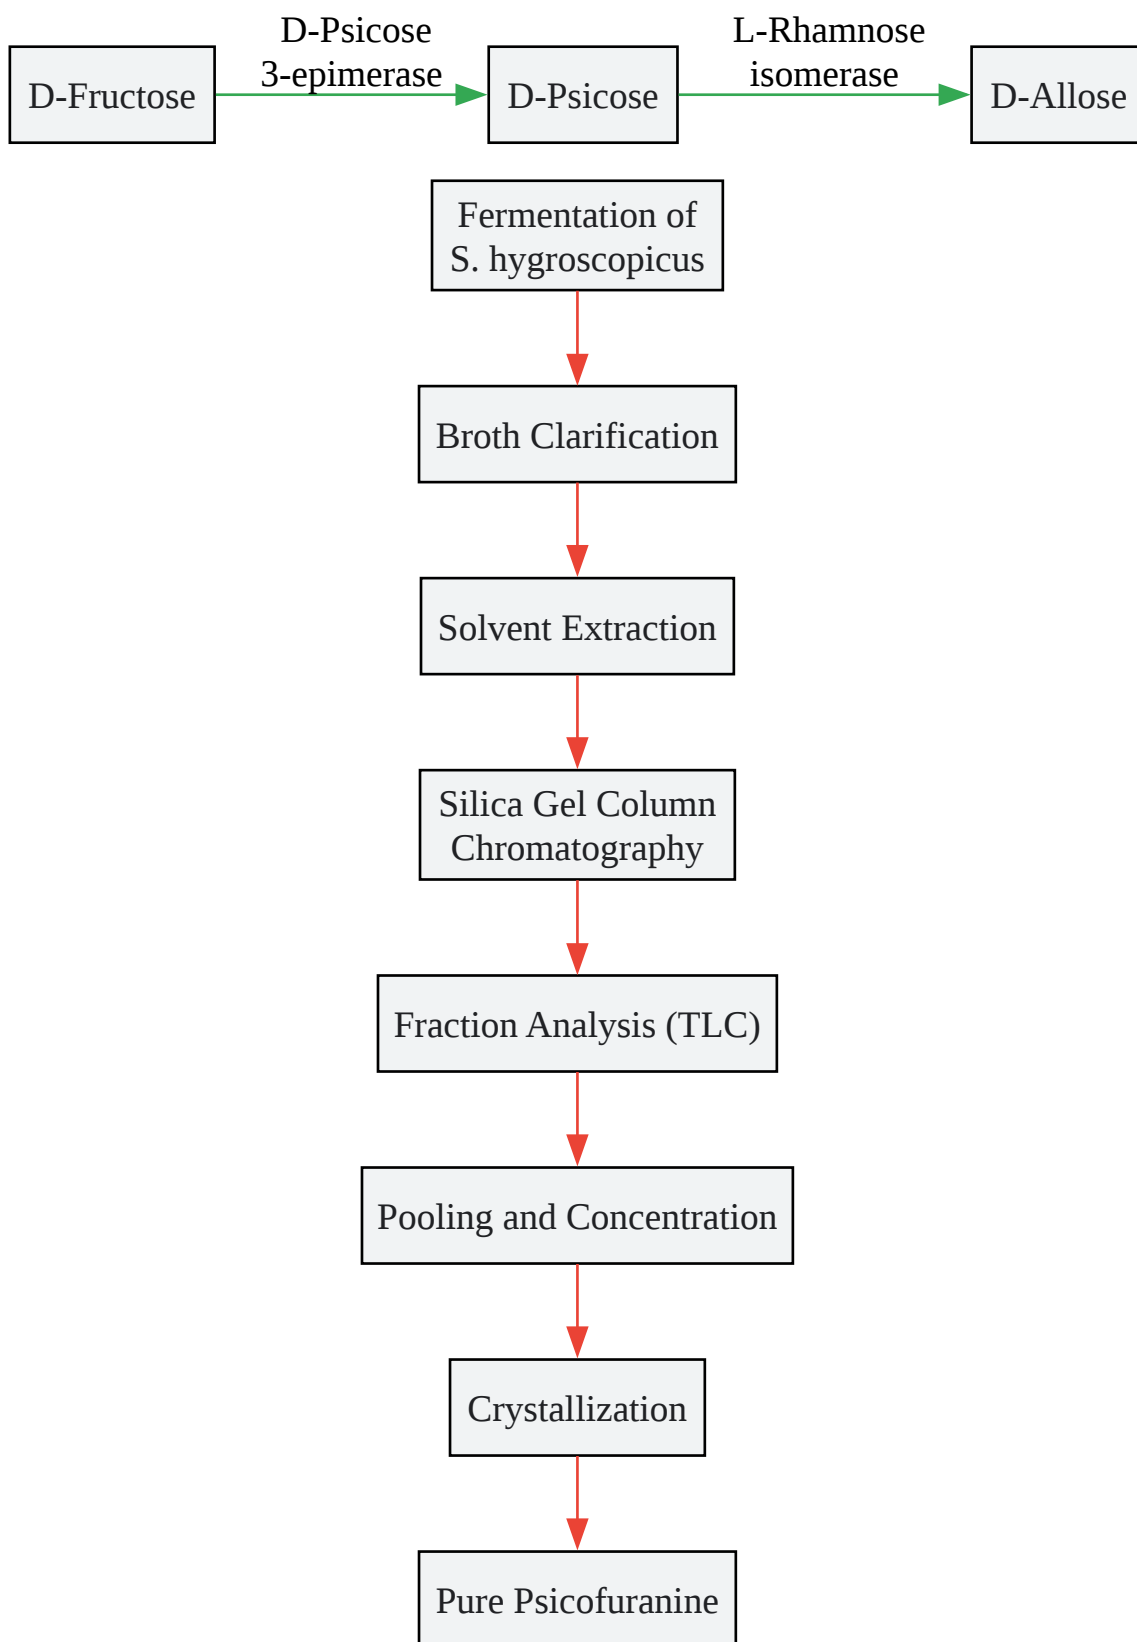 D-Fructose
D-Psicose
3-epimerase
D-Psicose
L-Rhamnose
isomerase
D-Allose
Fermentation of
S. hygroscopicus
Broth Clarification
Solvent Extraction
Silica Gel Column
Chromatography
Fraction Analysis (TLC)
Pooling and Concentration
Crystallization
Pure Psicofuranine